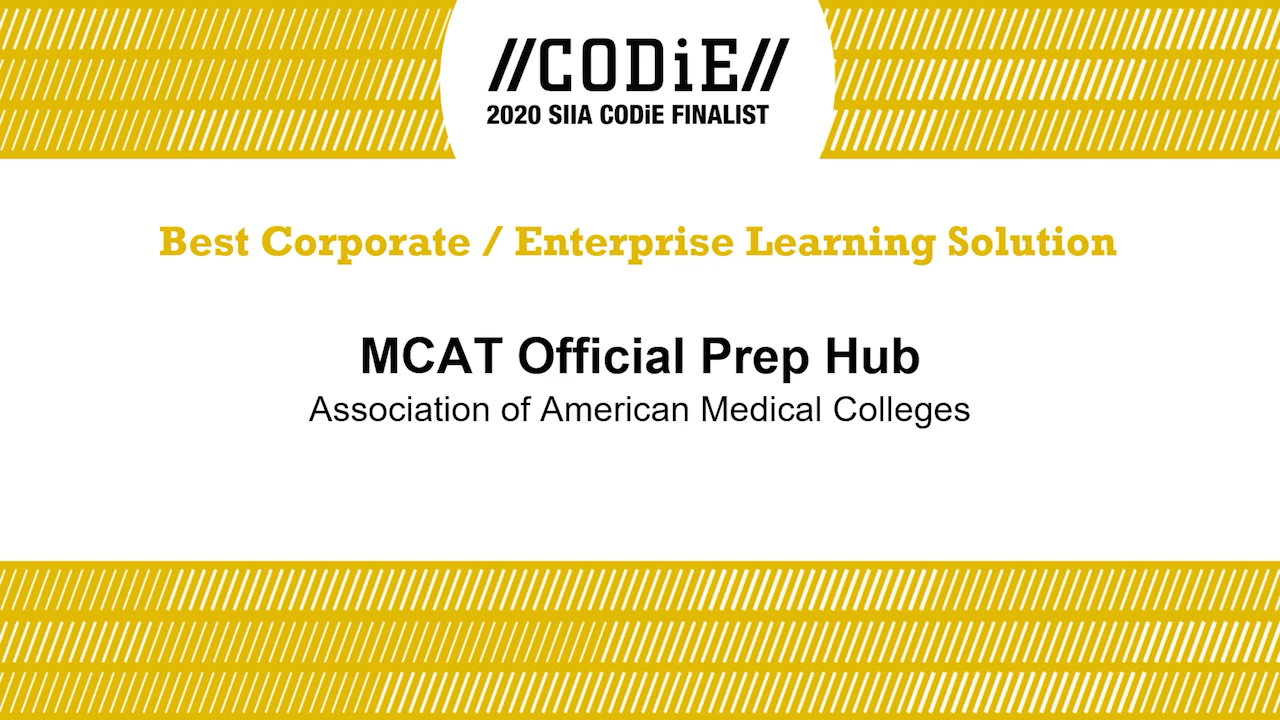 //CODiE//
2020 SIIA CODiE FINALIST
Best Corporate / Enterprise Learning Solution
MCAT Official Prep Hub
Association of American Medical Colleges